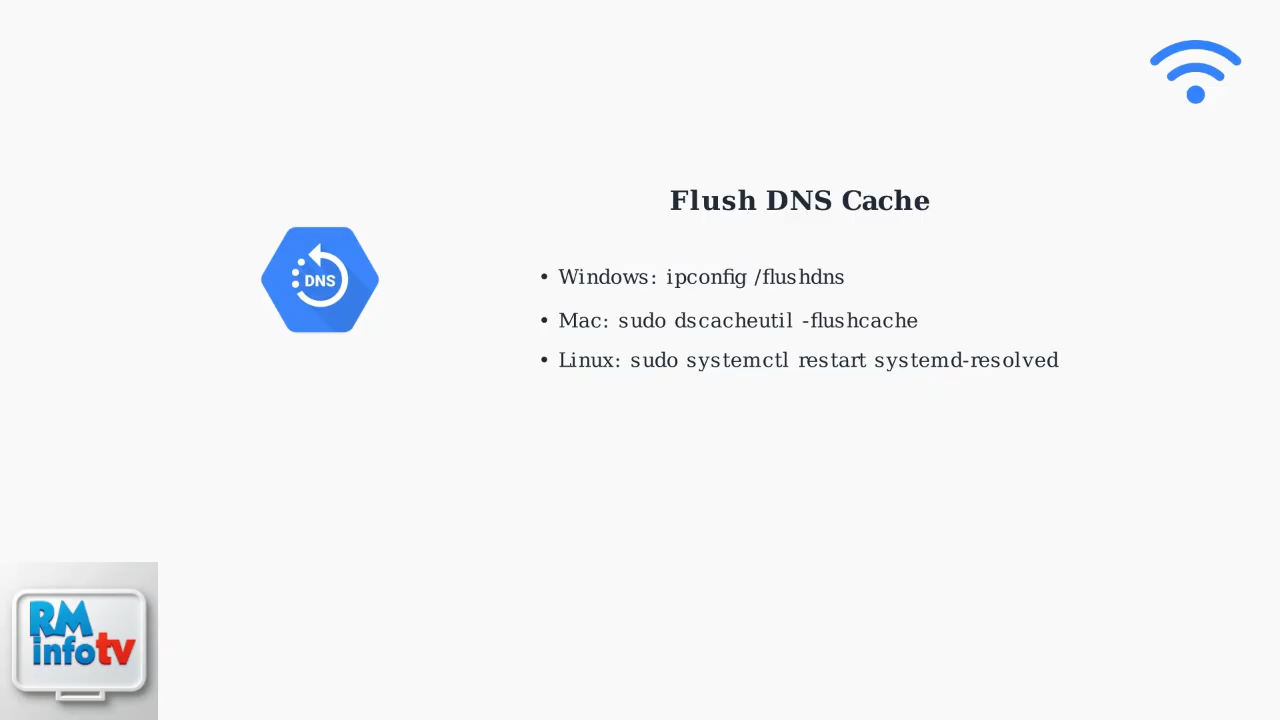 Flush DNS Cache
DNS
• Windows: ipconfig /flushdns
• Mac: sudo dscacheutil -flushcache
• Linux: sudo systemctl restart systemd-resolved
RM
infotv